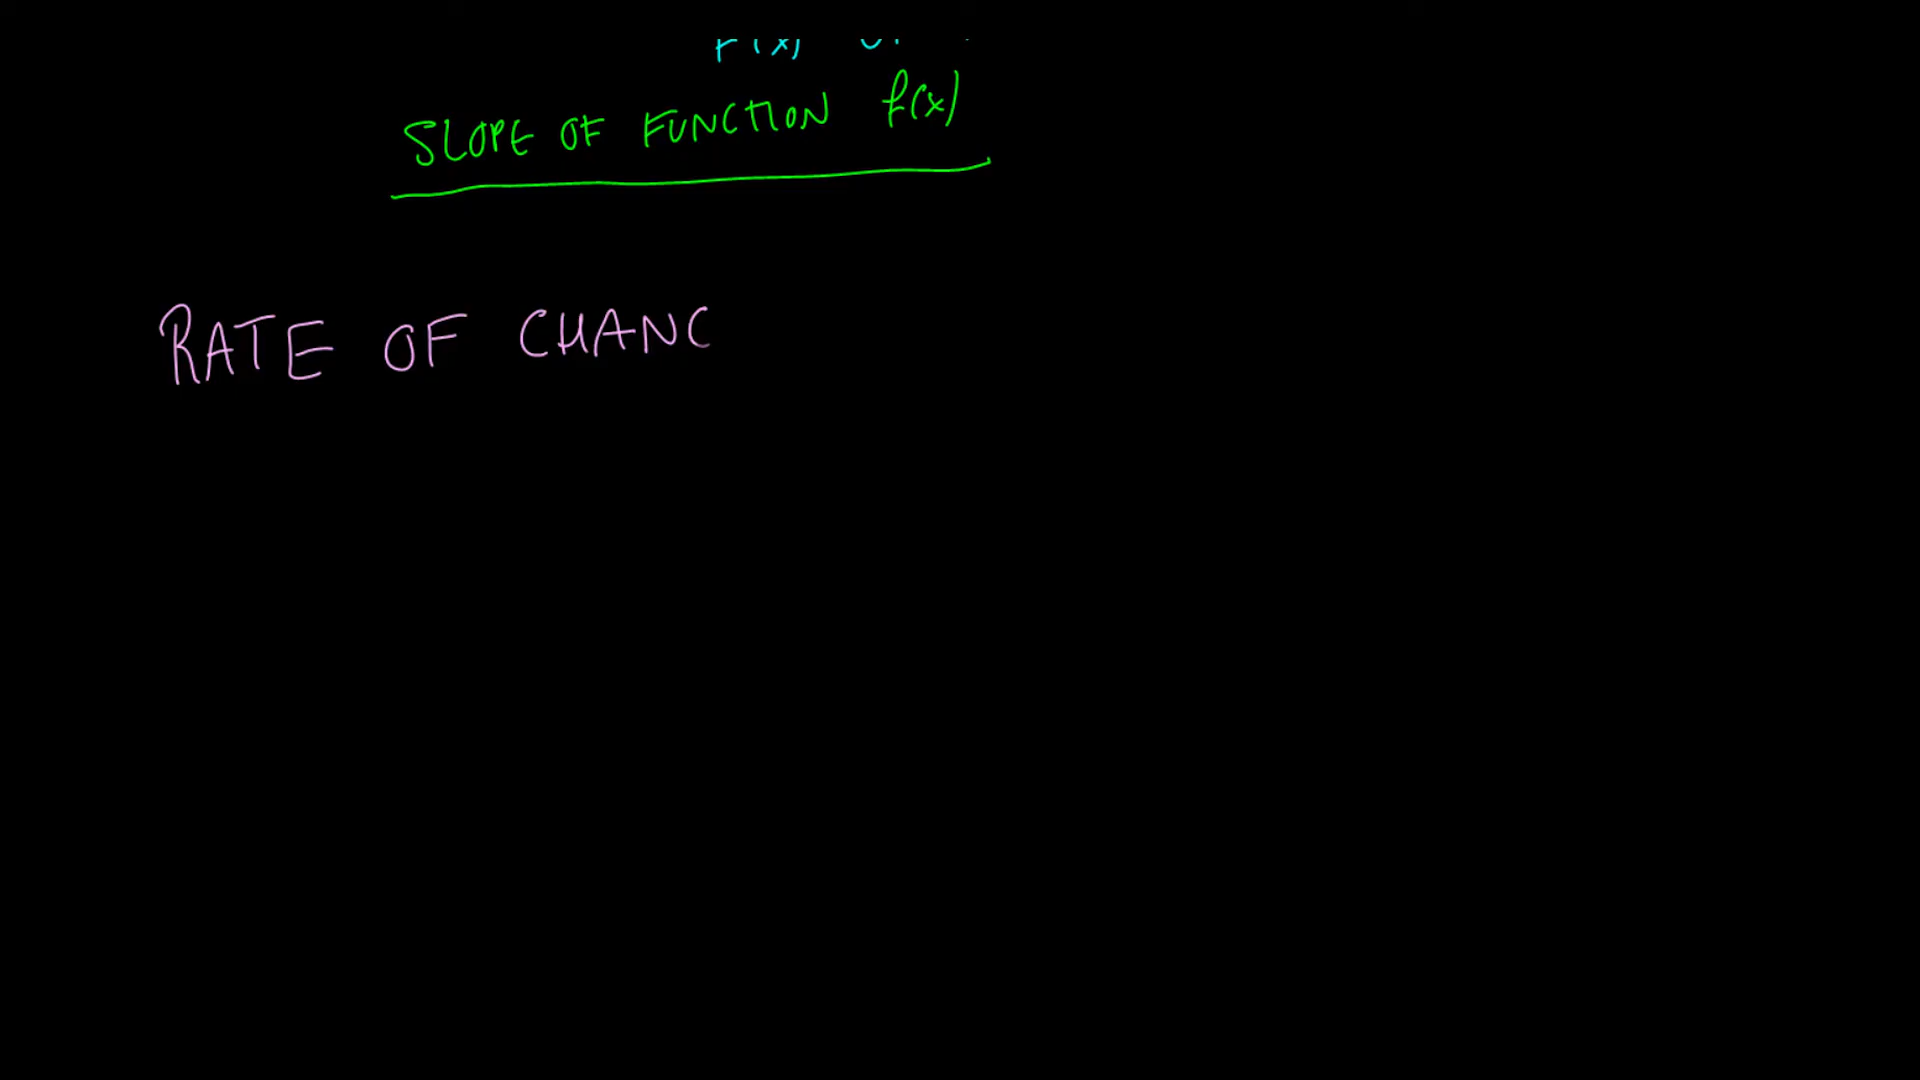 SLOPE OF FUNCTION f(x)
RATE OF CHANC